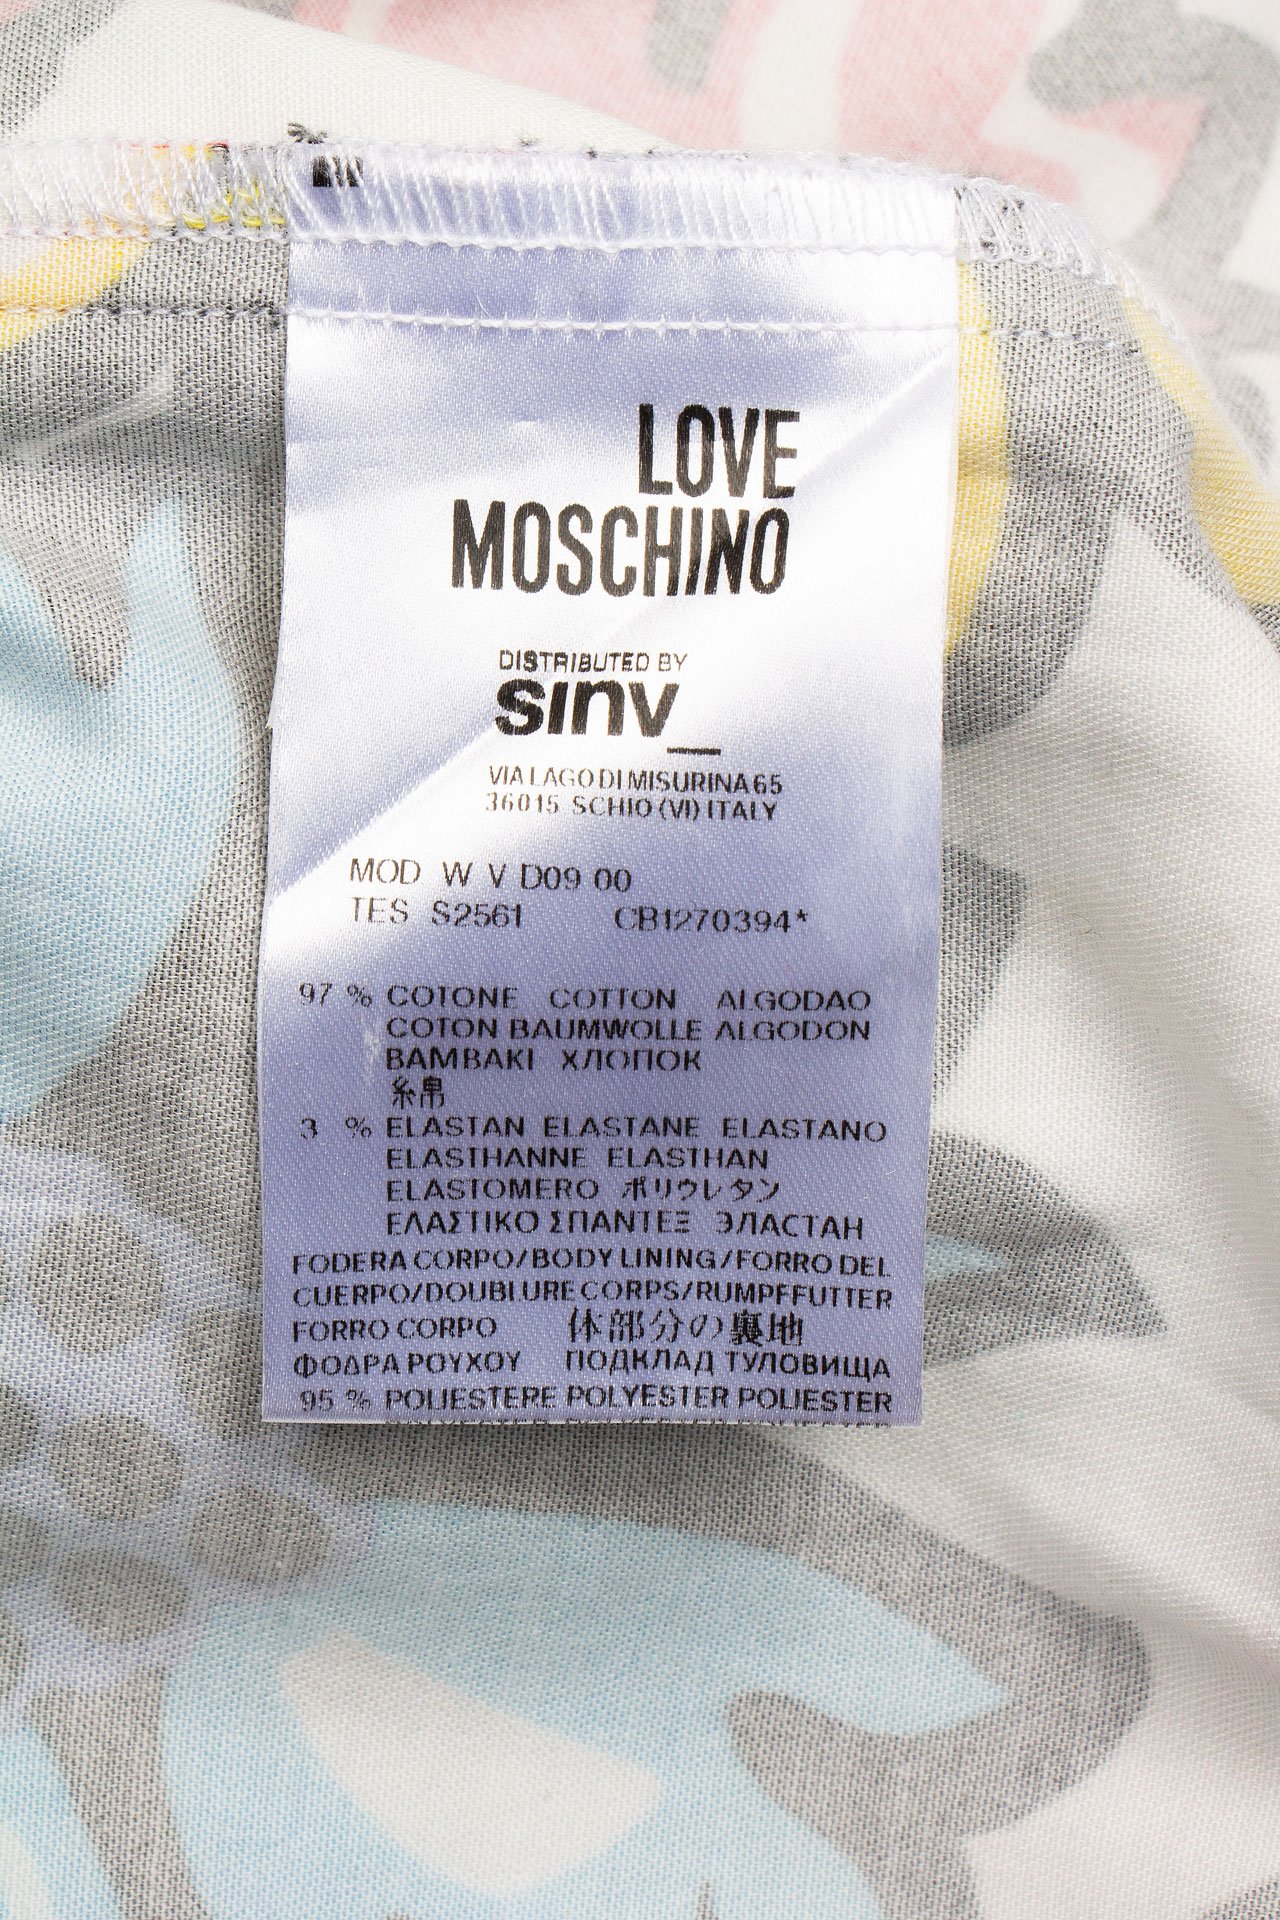 LOVE
MOSCHINO
DISTRIBUTED BY
sinv_
VIA LAGO DI MISURINA 65
36015 SCHIO (VI) ITALY
MOD W V D09 00
TES S2561 CB1270394*
97 % COTONE COTTON ALGODAO
COTON BAUMWOLLE ALGODON
BAMBAKI ХЛОПОК
糸帛
3 % ELASTAN ELASTANE ELASTANO
ELASTHANNE ELASTHAN
ELASTOMERO ポリウレタン
ΕΛΑΣΤΙΚΟ ΣΠΑΝΤΕΞ ЭЛАСТАН
FODERA CORPO/BODY LINING/FORRO DEL
CUERPO/DOUBLURE CORPS/RUMPFFUTTER
FORRO CORPO 体部分の裏地
ΦΟΔΡΑ ΡΟΥΧΟΥ ПОДКЛАД ТУЛОВИЩА
95 % POLIESTERE POLYESTER POLIESTER